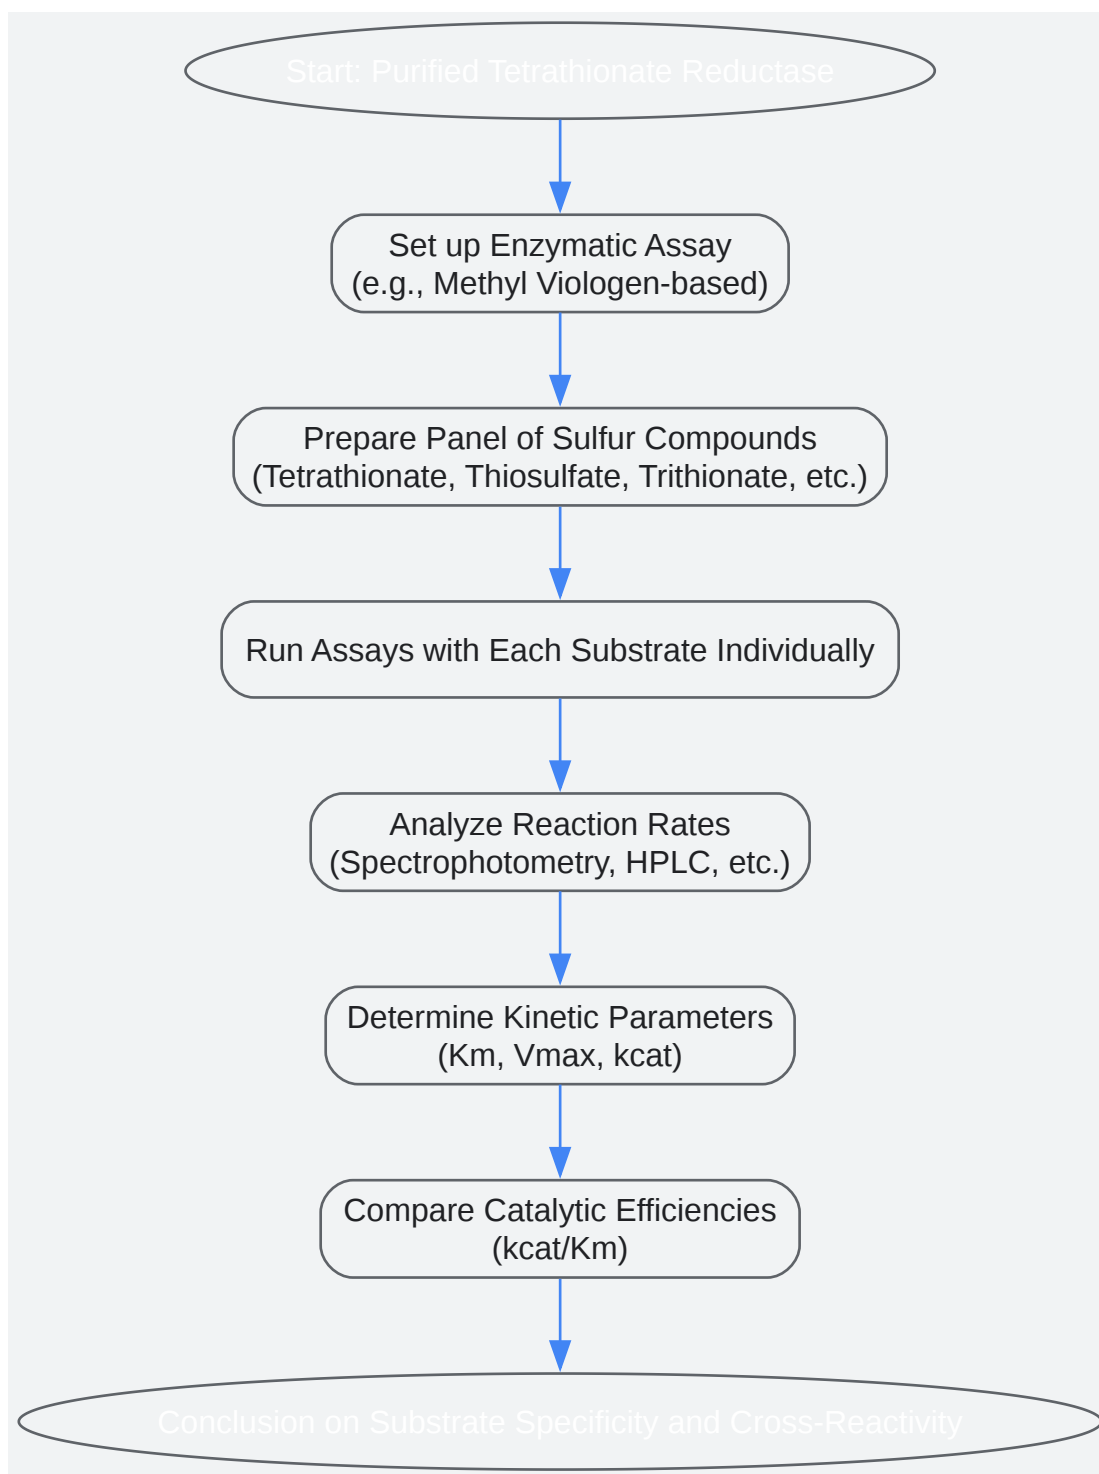 Start: Purified Tetrathionate Reductase
Set up Enzymatic Assay
(e.g., Methyl Viologen-based)
Prepare Panel of Sulfur Compounds
(Tetrathionate, Thiosulfate, Trithionate, etc.)
Run Assays with Each Substrate Individually
Analyze Reaction Rates
(Spectrophotometry, HPLC, etc.)
Determine Kinetic Parameters
(Km, Vmax, kcat)
Compare Catalytic Efficiencies
(kcat/Km)
Conclusion on Substrate Specificity and Cross-Reactivity